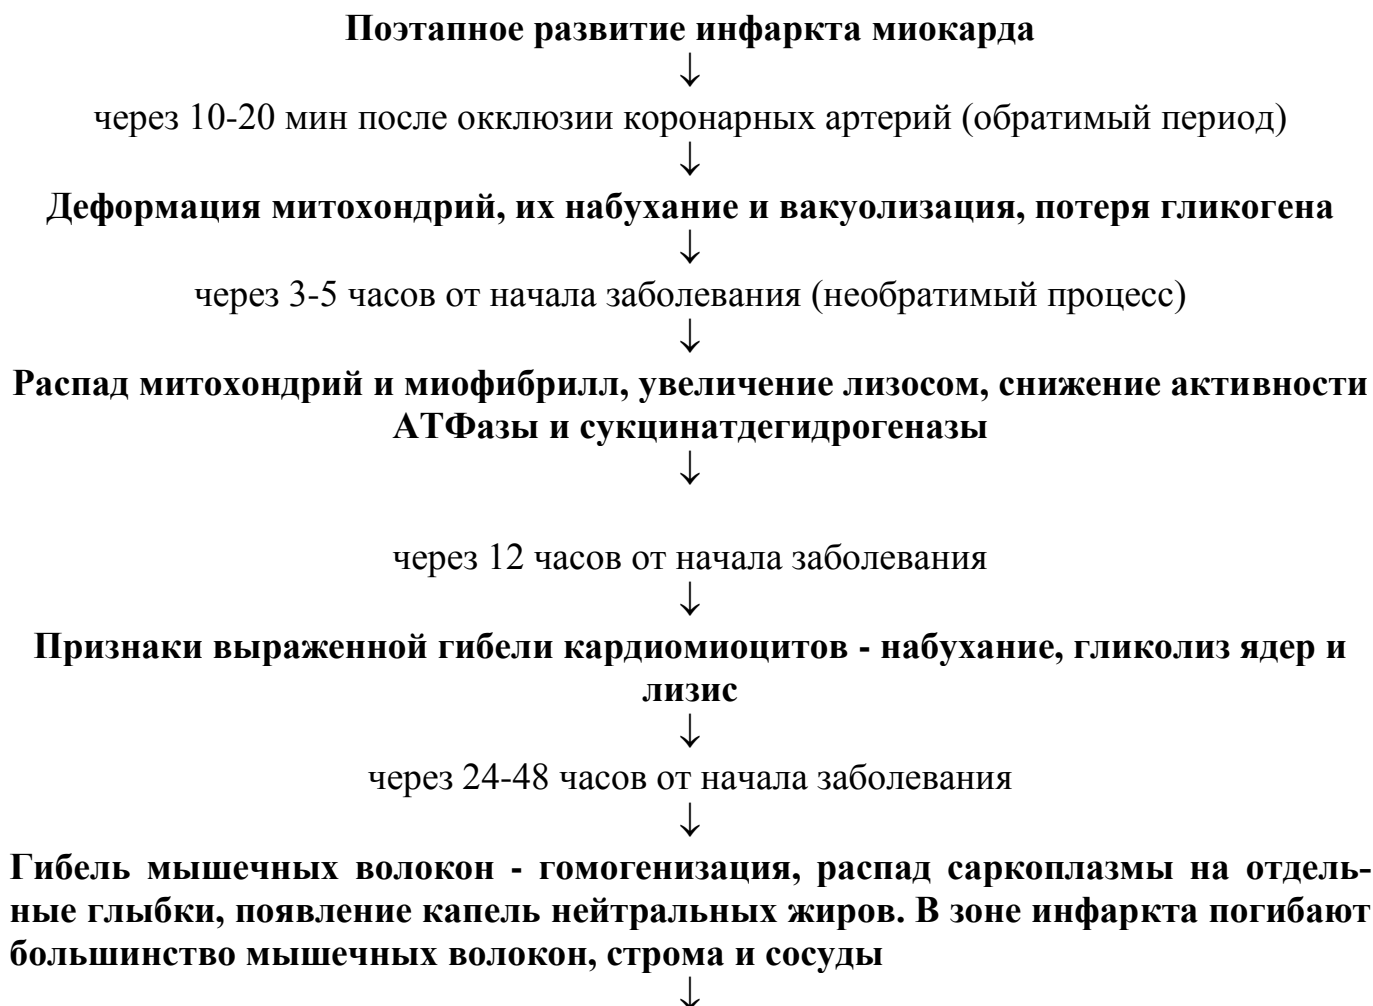 Поэтапное развитие инфаркта миокарда
↓
через 10-20 мин после окклюзии коронарных артерий (обратимый период)
↓
Деформация митохондрий, их набухание и вакуолизация, потеря гликогена
↓
через 3-5 часов от начала заболевания (необратимый процесс)
↓
Распад митохондрий и миофибрилл, увеличение лизосом, снижение активности
АТФазы и сукцинатдегидрогеназы
↓
через 12 часов от начала заболевания
↓
Признаки выраженной гибели кардиомиоцитов - набухание, гликолиз ядер и
лизис
↓
через 24-48 часов от начала заболевания
↓
Гибель мышечных волокон - гомогенизация, распад саркоплазмы на отдель-
ные глыбки, появление капель нейтральных жиров. В зоне инфаркта погибают
большинство мышечных волокон, строма и сосуды
↓